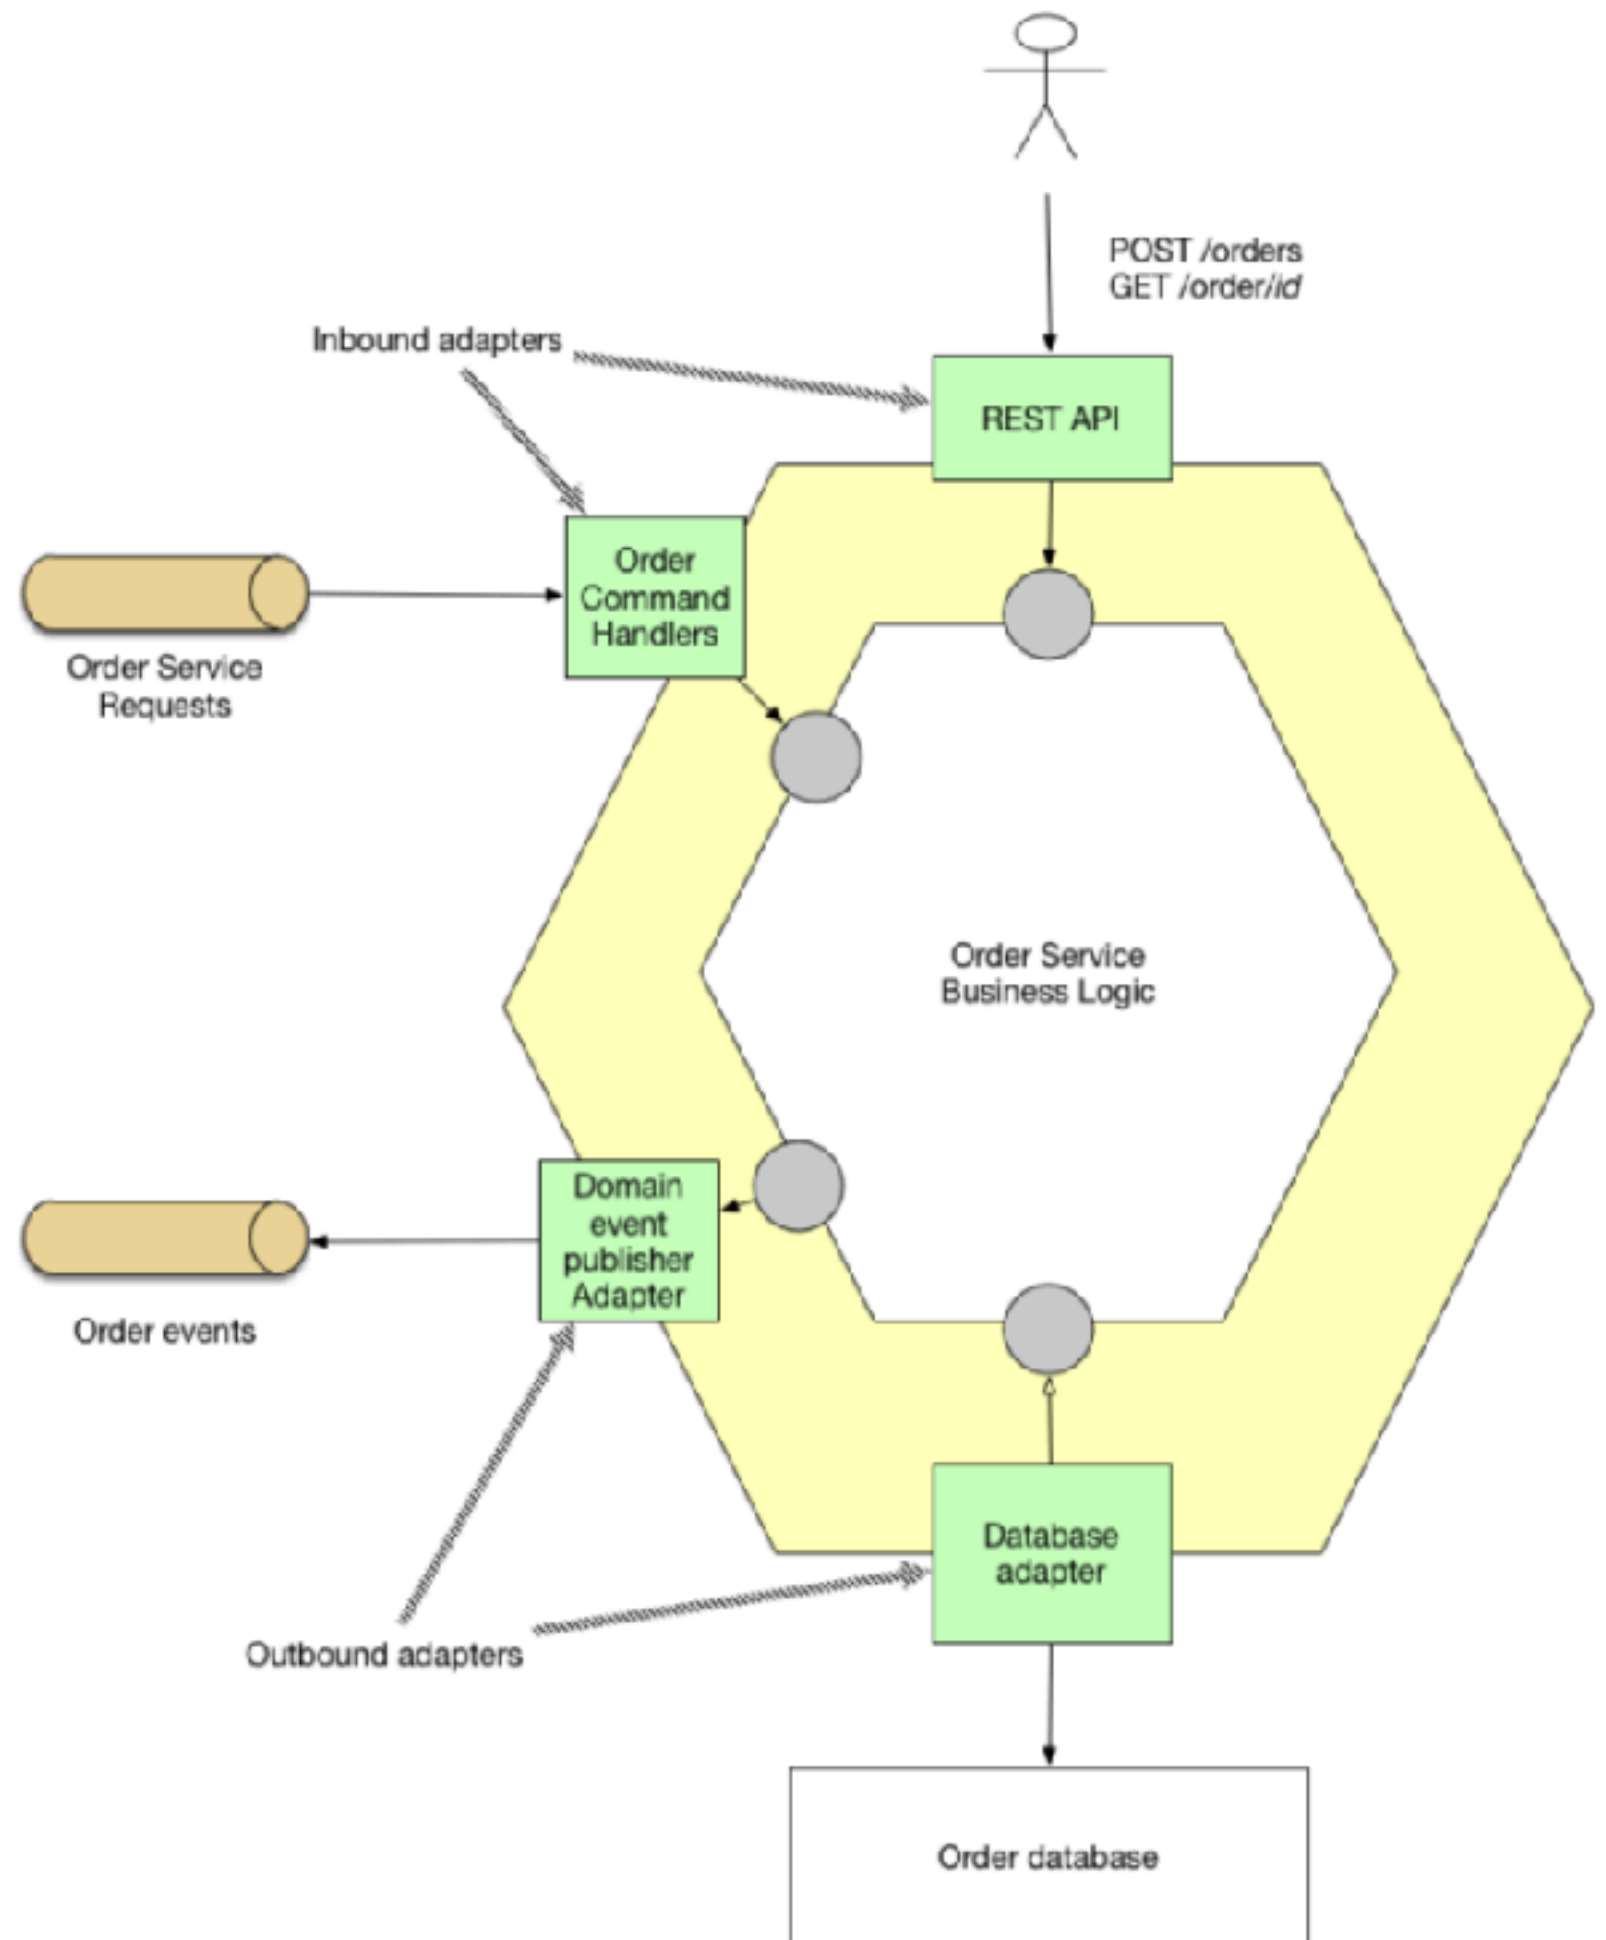 POST /orders
GET /order/id
Inbound adapters
REST API
Order
Command
Handlers
Order Service
Requests
Order Service
Business Logic
Domain
event
publisher
Adapter
Order events
Database
adapter
Outbound adapters
Order database